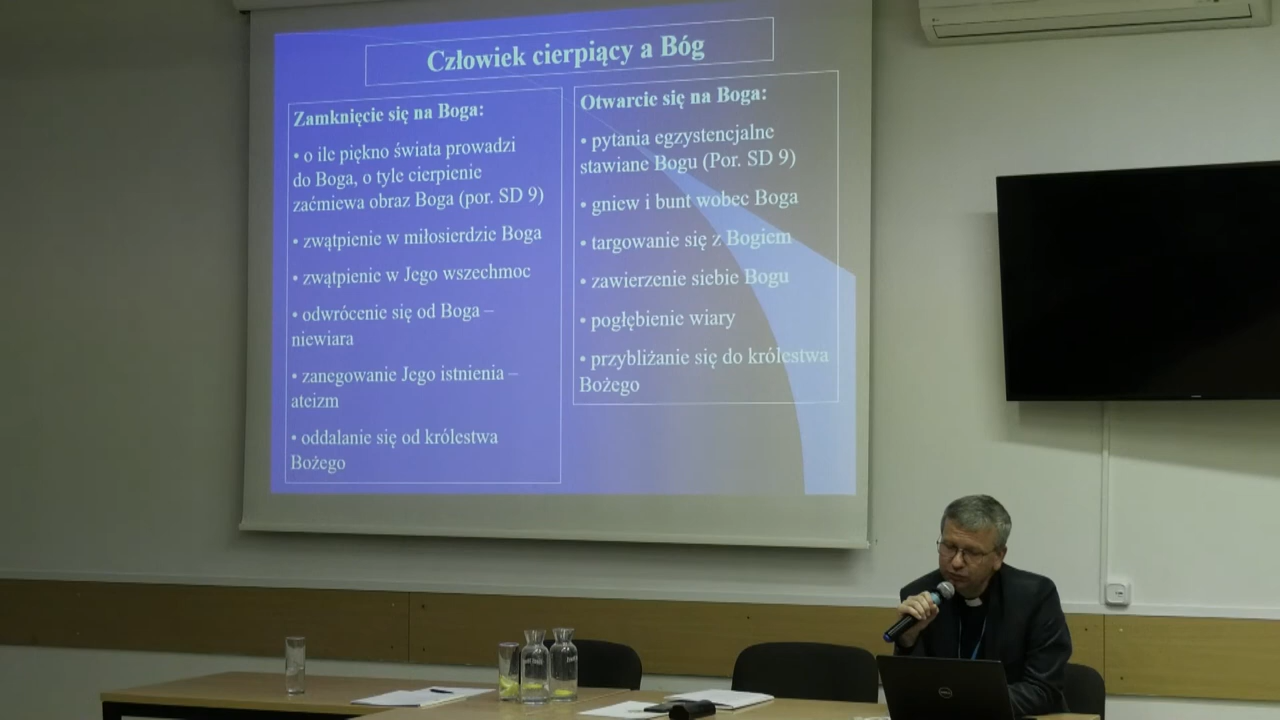 Człowiek cierpiący a Bóg
Zamknięcie się na Boga:
• o ile piękno świata prowadzi
do Boga, o tyle cierpienie
zaćmiewa obraz Boga (por. SD 9)
• zwątpienie w miłosierdzie Boga
• zwątpienie w Jego wszechmoc
• odwrócenie się od Boga –
niewiara
• zanegowanie Jego istnienia –
ateizm
• oddalanie się od królestwa
Bożego
Otwarcie się na Boga:
• pytania egzystencjalne
stawiane Bogu (Por. SD 9)
• gniew i bunt wobec Boga
• targowanie się z Bogiem
• zawierzenie siebie Bogu
• pogłębienie wiary
• przybliżanie się do królestwa
Bożego
DELL